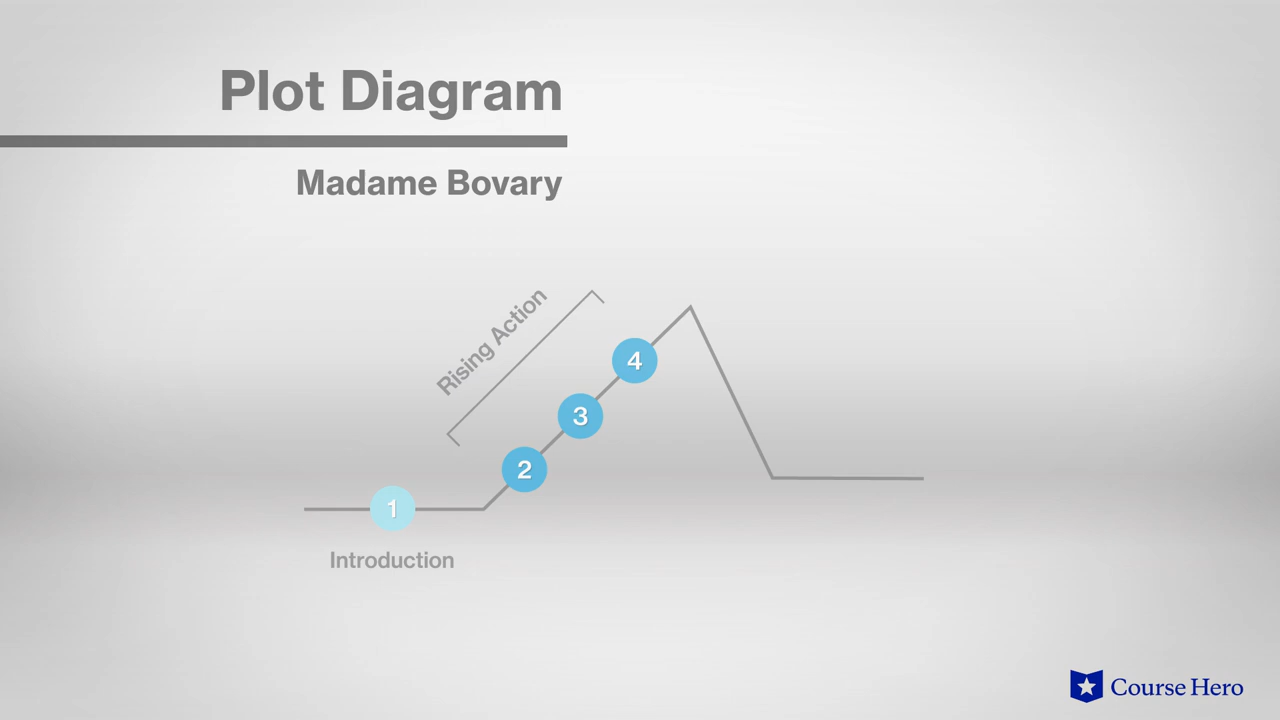 Plot Diagram
Madame Bovary
Rising Action
4
3
2
1
Introduction
Course Hero